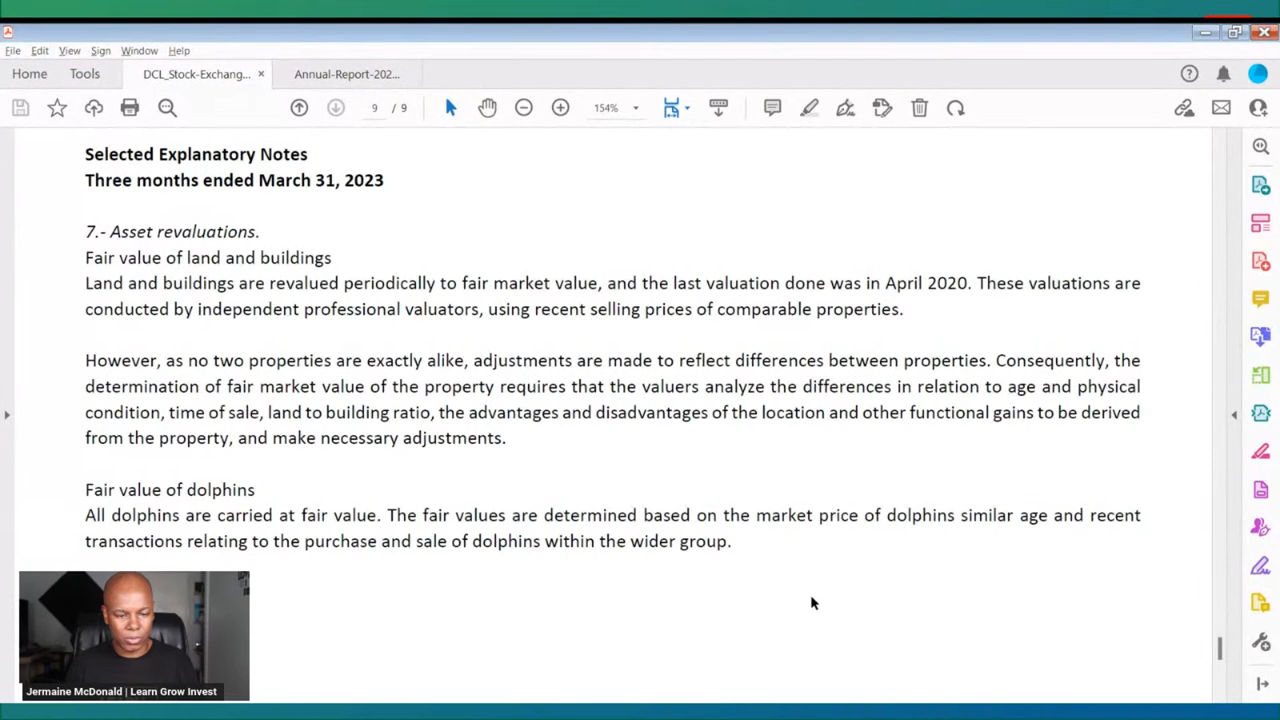 File Edit View Sign Window Help
Home Tools DCL_Stock-Exchang... × Annual-Report-202...
9 / 9 154%
Selected Explanatory Notes
Three months ended March 31, 2023
7.- Asset revaluations.
Fair value of land and buildings
Land and buildings are revalued periodically to fair market value, and the last valuation done was in April 2020. These valuations are
conducted by independent professional valuators, using recent selling prices of comparable properties.
However, as no two properties are exactly alike, adjustments are made to reflect differences between properties. Consequently, the
determination of fair market value of the property requires that the valuers analyze the differences in relation to age and physical
condition, time of sale, land to building ratio, the advantages and disadvantages of the location and other functional gains to be derived
from the property, and make necessary adjustments.
Fair value of dolphins
All dolphins are carried at fair value. The fair values are determined based on the market price of dolphins similar age and recent
transactions relating to the purchase and sale of dolphins within the wider group.
Jermaine McDonald | Learn Grow Invest